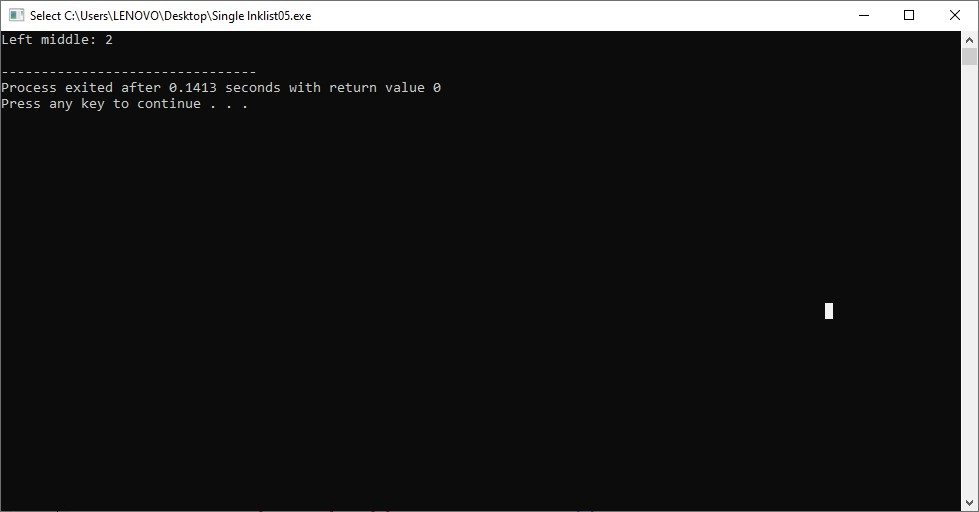 Select C:\Users\LENOVO\Desktop\Single lnklist05.exe
Left middle: 2
--------------------------------
Process exited after 0.1413 seconds with return value 0
Press any key to continue . . .